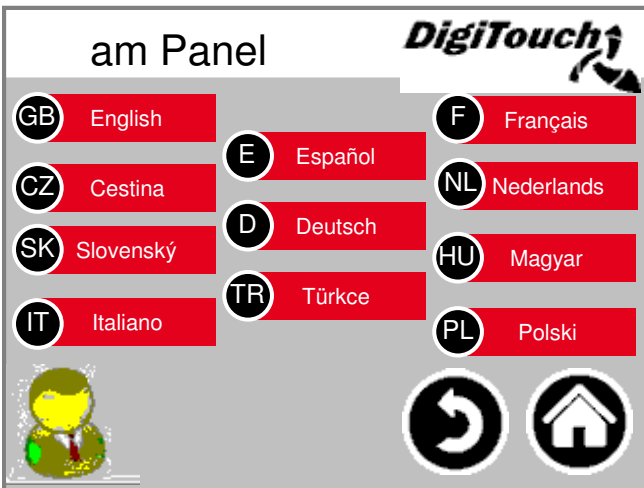 am Panel
DigiTouch
GB English
CZ Cestina
SK Slovenský
IT Italiano
E Español
D Deutsch
TR Türkce
F Français
NL Nederlands
HU Magyar
PL Polski